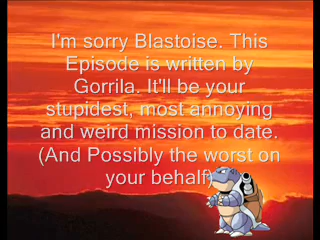 I'm sorry Blastoise. This
Episode is written by
Gorrila. It'll be your
stupidest, most annoying
and weird mission to date.
(And Possibly the worst on
your behalf)